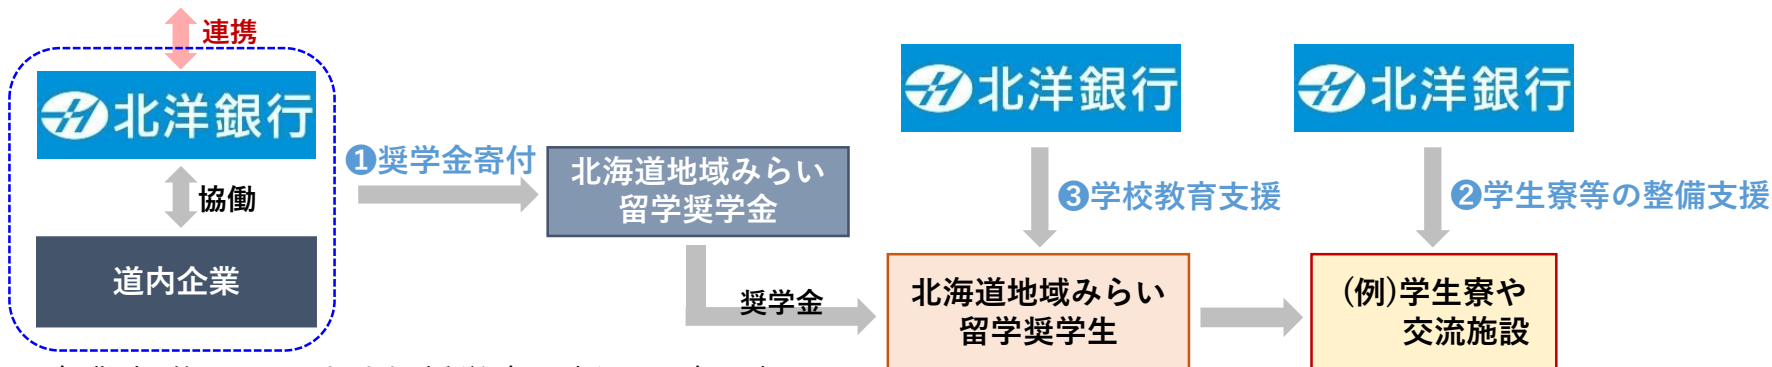 連携
北洋銀行
協働
道内企業
❶奨学金寄付
北海道地域みらい
留学奨学金
奨学金
北洋銀行
❸学校教育支援
北海道地域みらい
留学奨学生
北洋銀行
❷学生寮等の整備支援
(例)学生寮や
交流施設